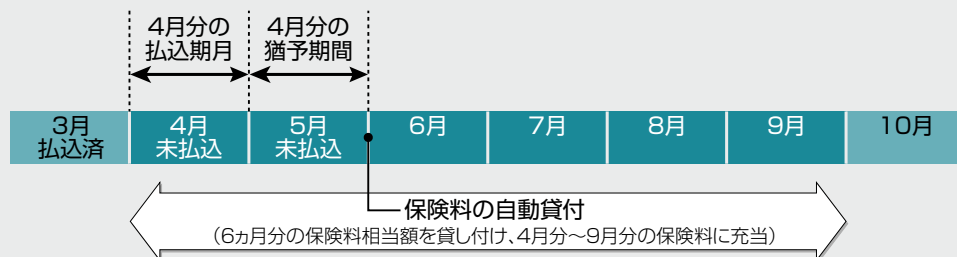 4月分の
払込期月
4月分の
猶予期間
3月
払込済
4月
未払込
5月
未払込
6月
7月
8月
9月
10月
保険料の自動貸付
(6ヵ月分の保険料相当額を貸し付け、4月分〜9月分の保険料に充当)